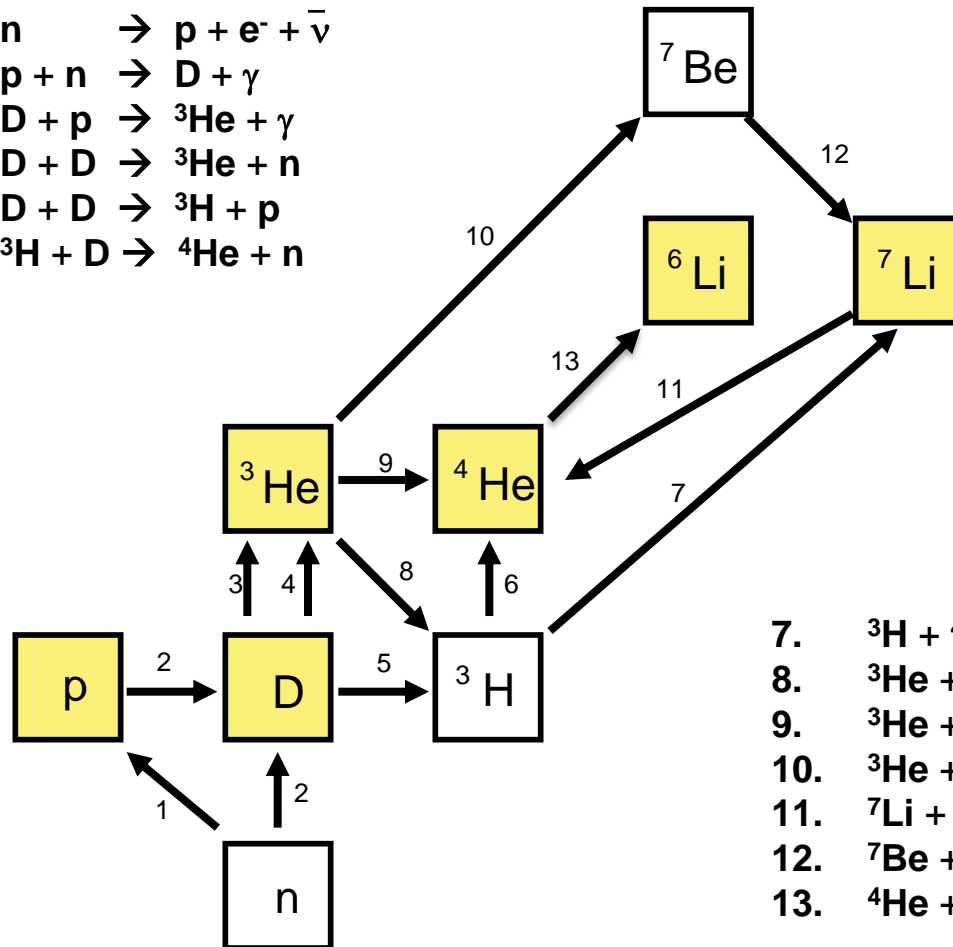 n → p + e⁻ + ν̄
p + n → D + γ
D + p → ³He + γ
D + D → ³He + n
D + D → ³H + p
³H + D → ⁴He + n
⁷Be
12
10
⁶Li
⁷Li
13
11
³He
9
⁴He
7
3
4
8
6
p
2
D
5
³H
1
2
n
7. ³H +
8. ³He +
9. ³He +
10. ³He +
11. ⁷Li +
12. ⁷Be +
13. ⁴He +